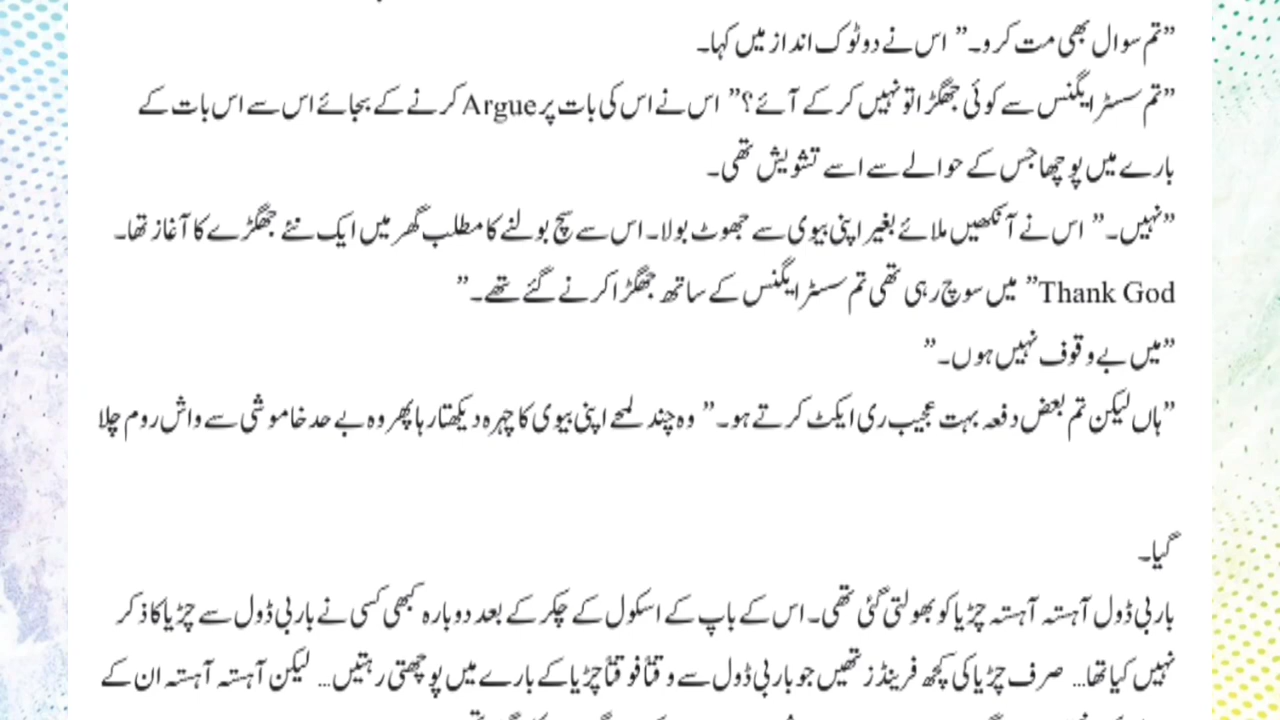 ”تم سوال بھی مت کرو۔” اس نے دوٹوک انداز میں کہا۔
”تم سسٹر ایگنس سے کوئی جھگڑا تو نہیں کر کے آئے؟” اس نے اس کی بات پر Argue کرنے کے بجائے اس سے اس بات کے
بارے میں پوچھا جس کے حوالے سے اسے تشویش تھی۔
”نہیں۔” اس نے آنکھیں ملائے بغیر اپنی بیوی سے جھوٹ بولا۔ اس سے سچ بولنے کا مطلب گھر میں ایک نئے جھگڑے کا آغاز تھا۔
Thank God” میں سوچ رہی تھی تم سسٹر ایگنس کے ساتھ جھگڑا کرنے گئے تھے۔”
”میں بے وقوف نہیں ہوں۔”
”ہاں لیکن تم بعض دفعہ بہت عجیب ری ایکٹ کرتے ہو۔” وہ چند لمحے اپنی بیوی کا چہرہ دیکھتا رہا پھر وہ بے حد خاموشی سے واش روم چلا
گیا۔
باربی ڈول آہستہ آہستہ چڑیا کو بھولتی گئی تھی۔ اس کے باپ کے اسکول کے چکر کے بعد دوبارہ کبھی کسی نے باربی ڈول سے چڑیا کا ذکر
نہیں کیا تھا… صرف چڑیا کی کچھ فرینڈز تھیں جو باربی ڈول سے وقتاً فوقتاً چڑیا کے بارے میں پوچھتی رہتیں… لیکن آہستہ آہستہ ان کے